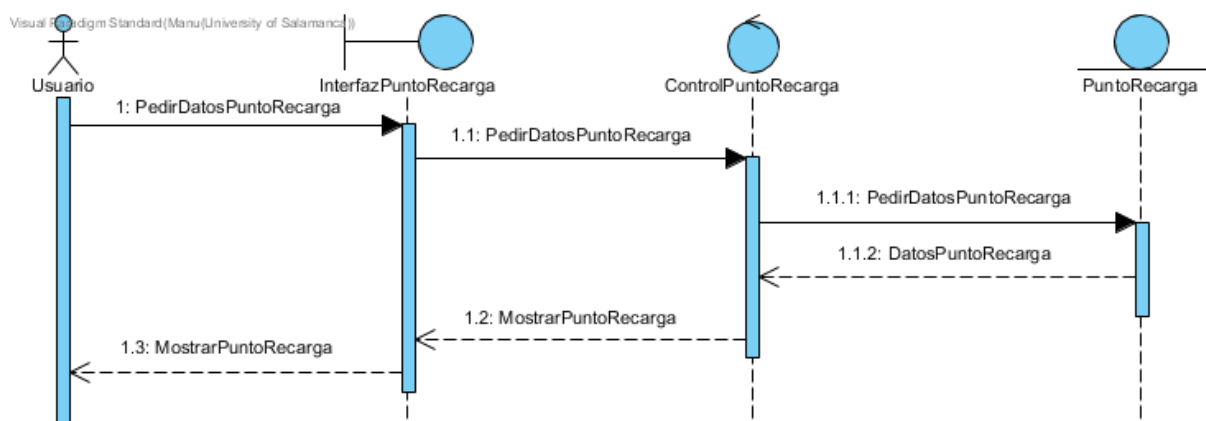 Visual Paradigm Standard(Manu(University of Salamanca))
Usuario
InterfazPuntoRecarga
ControlPuntoRecarga
PuntoRecarga
1: PedirDatosPuntoRecarga
1.1: PedirDatosPuntoRecarga
1.1.1: PedirDatosPuntoRecarga
1.1.2: DatosPuntoRecarga
1.2: MostrarPuntoRecarga
1.3: MostrarPuntoRecarga